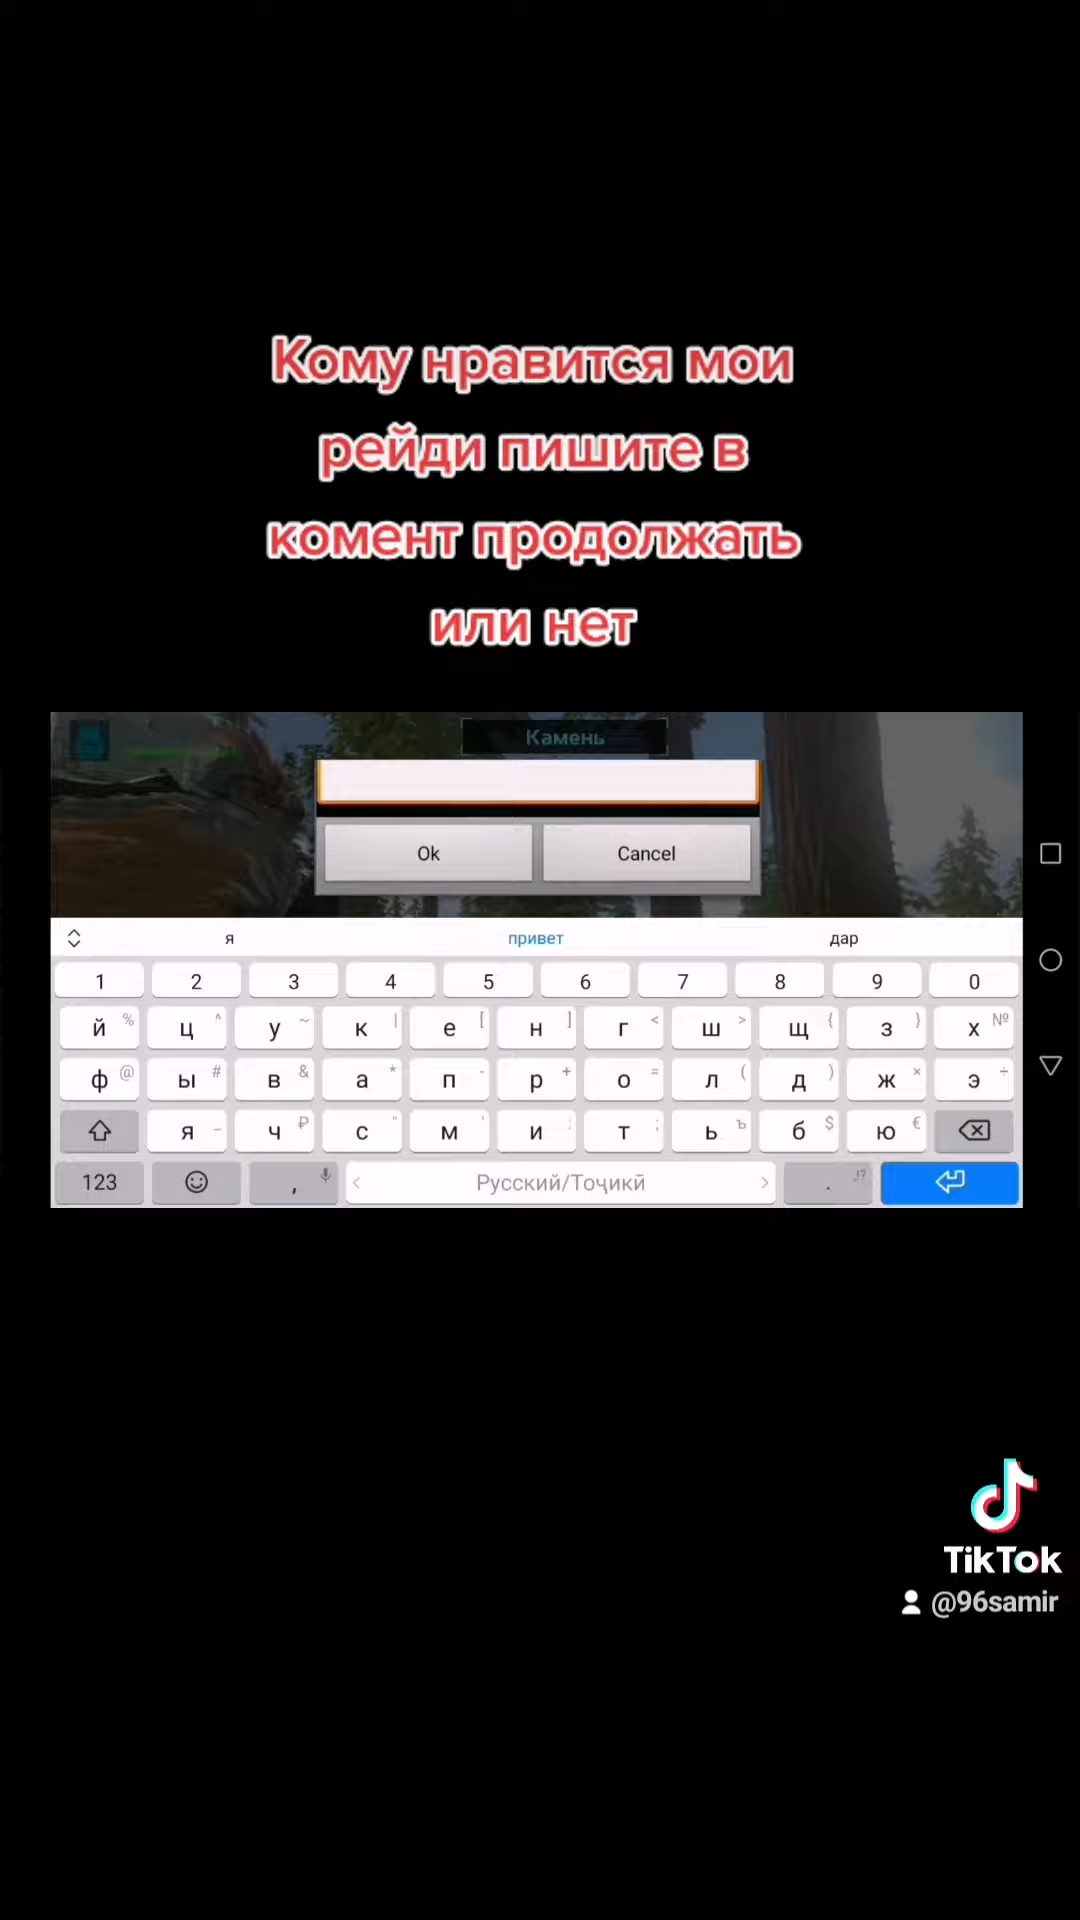 Кому нравится мои
рейди пишите в
комент продолжать
или нет
Камень
Ok Cancel
я привет дар
1 2 3 4 5 6 7 8 9 0
й % ц ^ у ~ к | е [ н ] г < ш > щ { з } х №
ф @ ы # в & а * п - р + о = л ( д ) ж × э ÷
я _ ч ₽ с " м ' и : т ; ь ъ б $ ю €
123 , Русский/Тоҷикӣ . ,!?
TikTok
@96samir